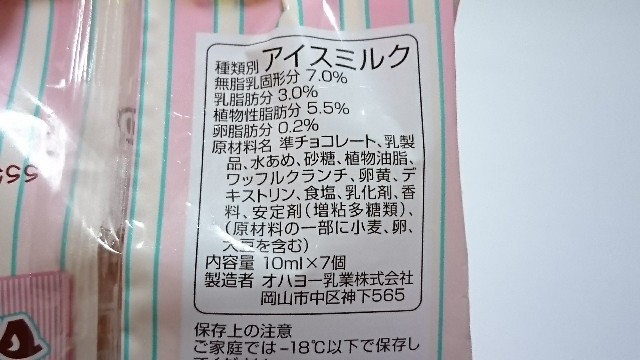 種類別 アイスミルク
無脂乳固形分 7.0%
乳脂肪分 3.0%
植物性脂肪分 5.5%
卵脂肪分 0.2%
原材料名 準チョコレート、乳製
品、水あめ、砂糖、植物油脂、
ワッフルクランチ、卵黄、デ
キストリン、食塩、乳化剤、香
料、安定剤(増粘多糖類)、
(原材料の一部に小麦、卵、
大豆を含む)
内容量 10ml×7個
製造者 オハヨー乳業株式会社
岡山市中区神下565
保存上の注意
ご家庭では-18℃以下で保存し
555